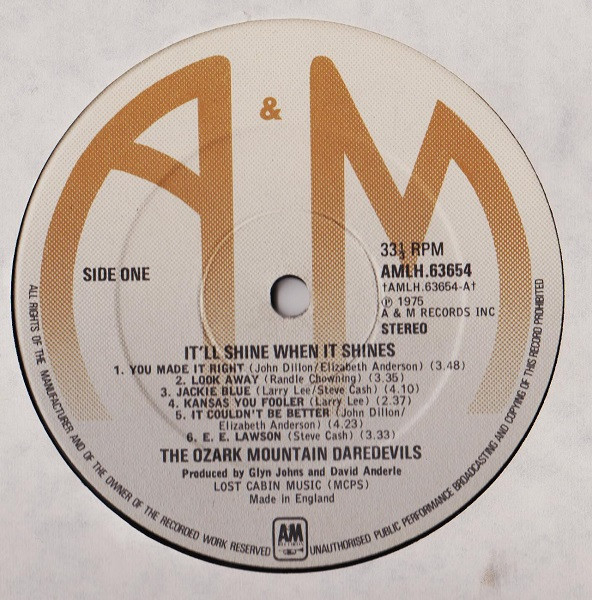 A & M
33⅓ RPM
SIDE ONE
AMLH.63654
†AMLH.63654-A†
℗ 1975
A & M RECORDS INC
STEREO
IT'LL SHINE WHEN IT SHINES
1. YOU MADE IT RIGHT (John Dillon/Elizabeth Anderson) (3.48)
2. LOOK AWAY (Randle Chowning) (3.35)
3. JACKIE BLUE (Larry Lee/Steve Cash) (4.10)
4. KANSAS YOU FOOLER (Larry Lee) (2.37)
5. IT COULDN'T BE BETTER (John Dillon/
Elizabeth Anderson) (4.23)
6. E. E. LAWSON (Steve Cash) (3.33)
THE OZARK MOUNTAIN DAREDEVILS
Produced by Glyn Johns and David Anderle
LOST CABIN MUSIC (MCPS)
Made in England
ALL RIGHTS OF THE MANUFACTURER AND OF THE OWNER OF THE RECORDED WORK RESERVED
AM
RECORDS
UNAUTHORISED PUBLIC PERFORMANCE BROADCASTING AND COPYING OF THIS RECORD PROHIBITED